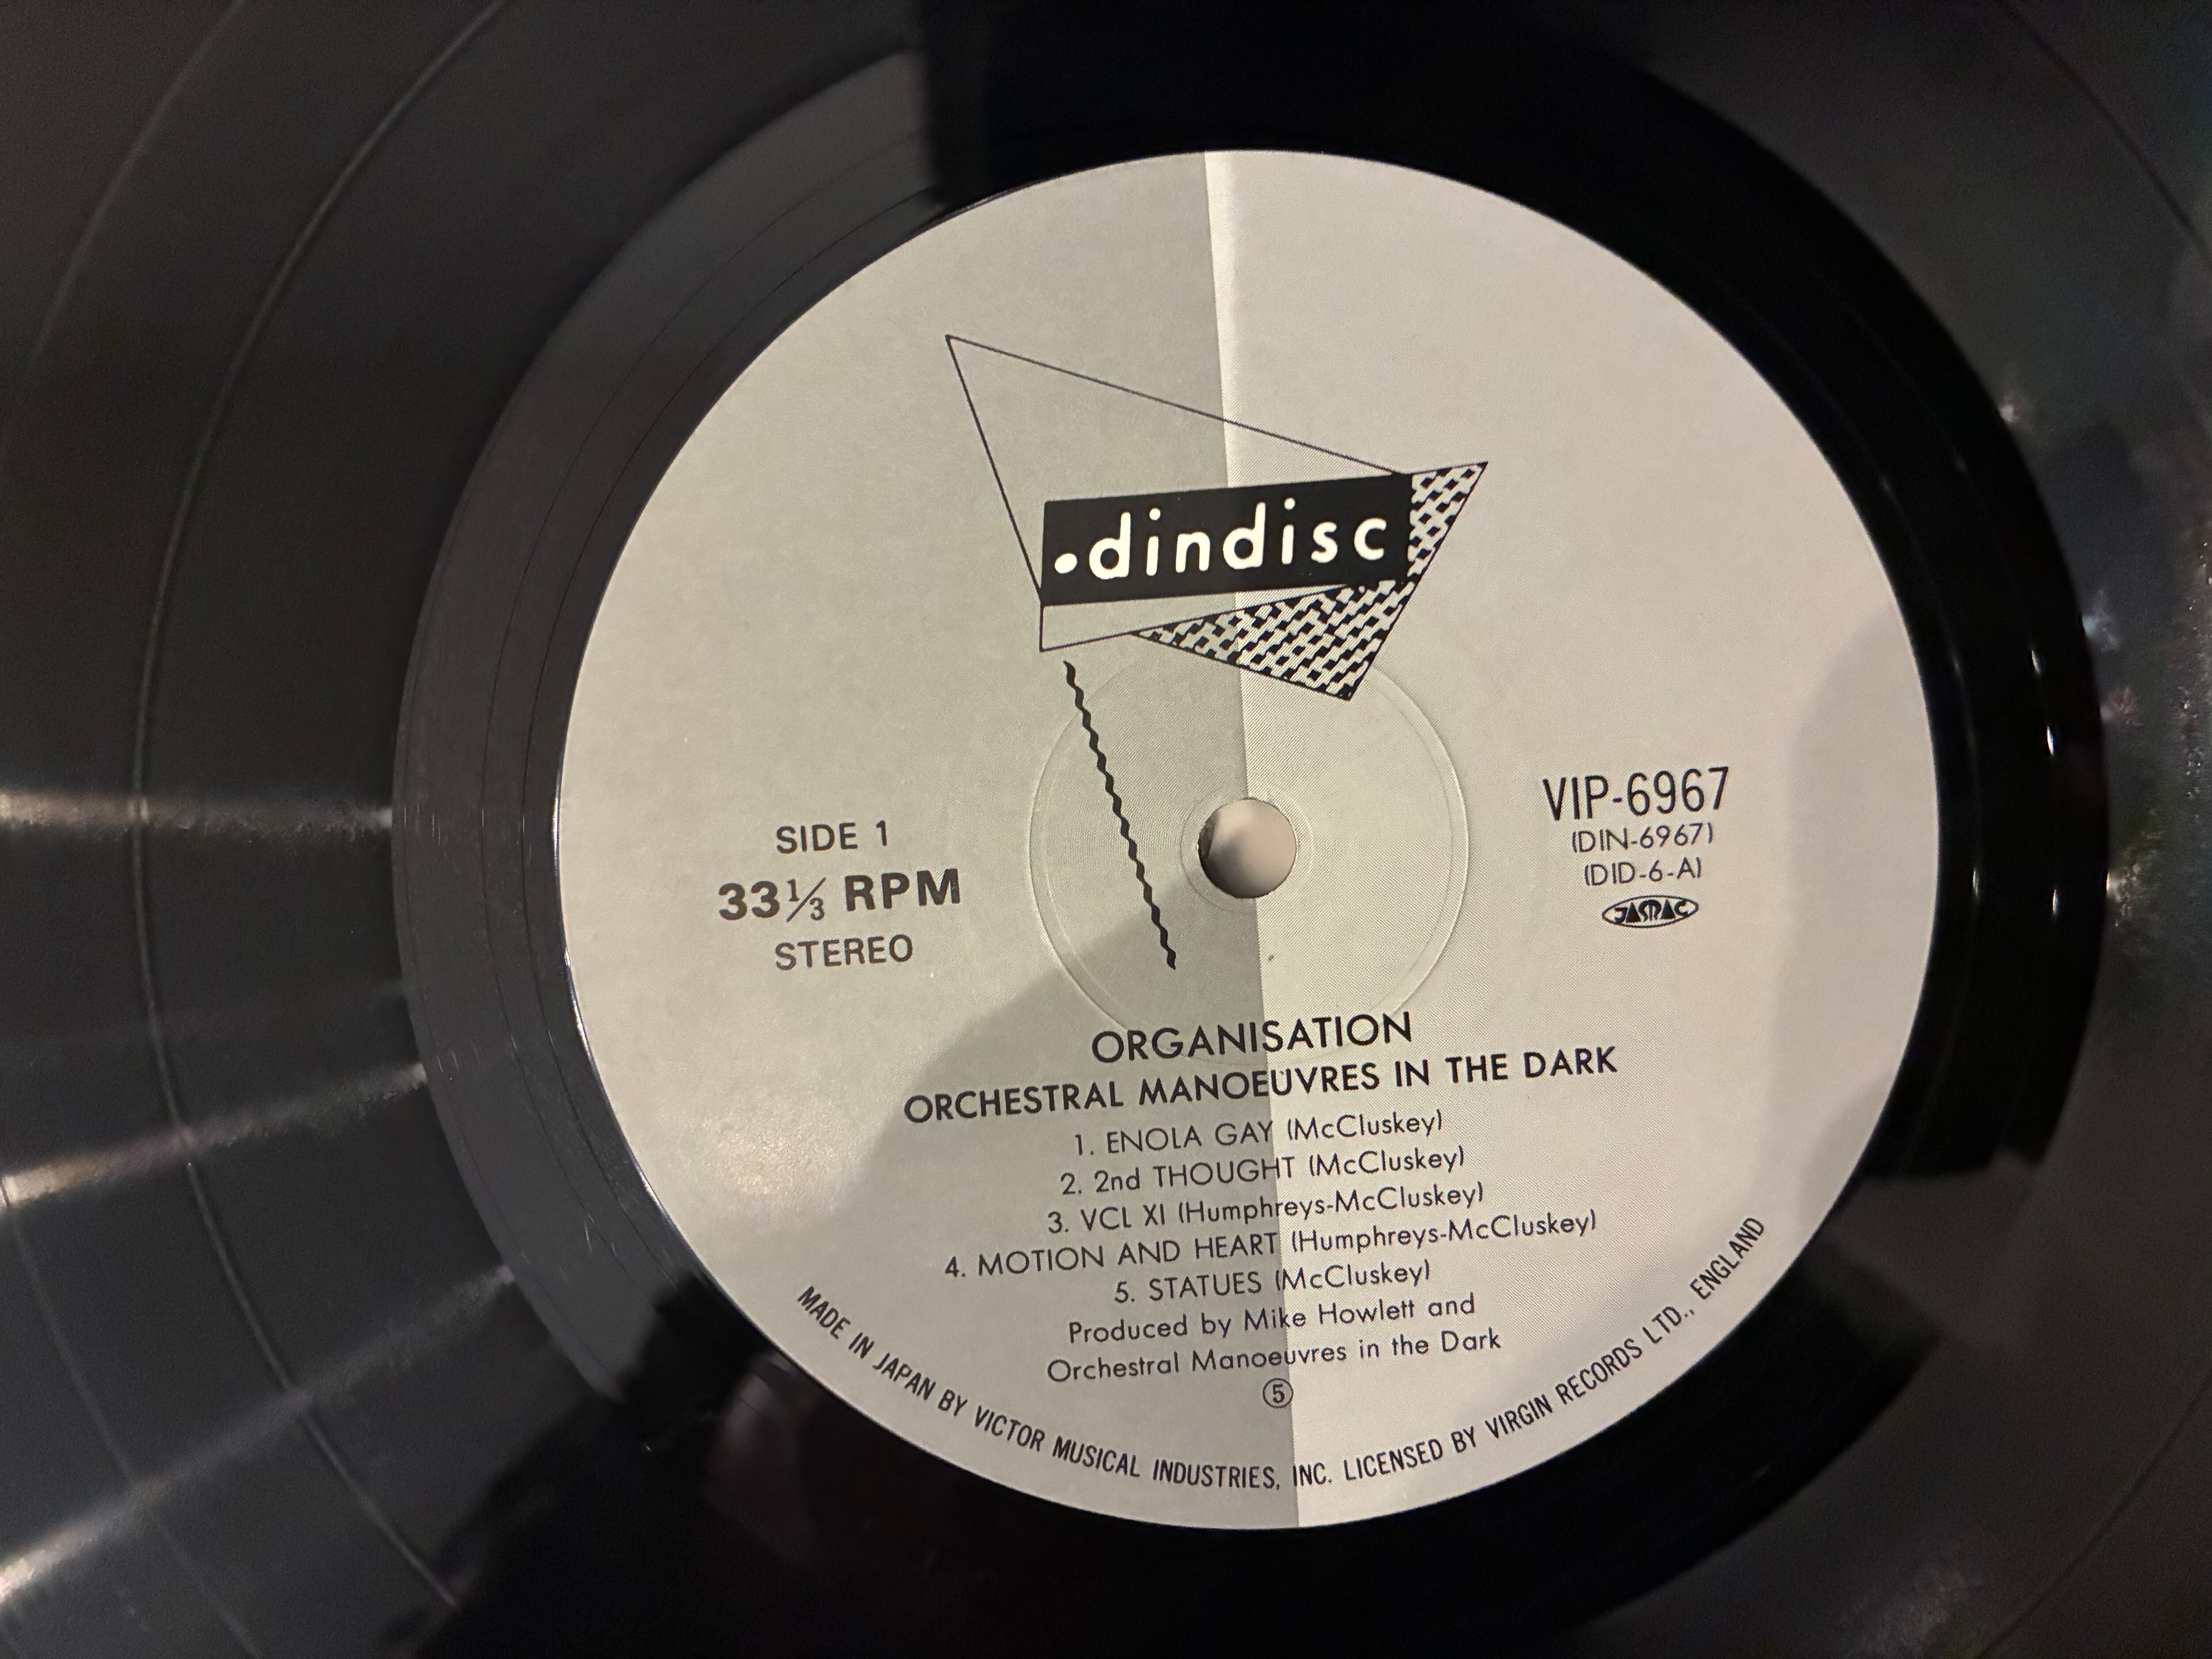 •dindisc
SIDE 1
33⅓ RPM
STEREO
VIP-6967
(DIN-6967)
(DID-6-A)
JASRAC
ORGANISATION
ORCHESTRAL MANOEUVRES IN THE DARK
1. ENOLA GAY (McCluskey)
2. 2nd THOUGHT (McCluskey)
3. VCL XI (Humphreys-McCluskey)
4. MOTION AND HEART (Humphreys-McCluskey)
5. STATUES (McCluskey)
Produced by Mike Howlett and
Orchestral Manoeuvres in the Dark
⑤
MADE IN JAPAN BY VICTOR MUSICAL INDUSTRIES, INC. LICENSED BY VIRGIN RECORDS LTD., ENGLAND